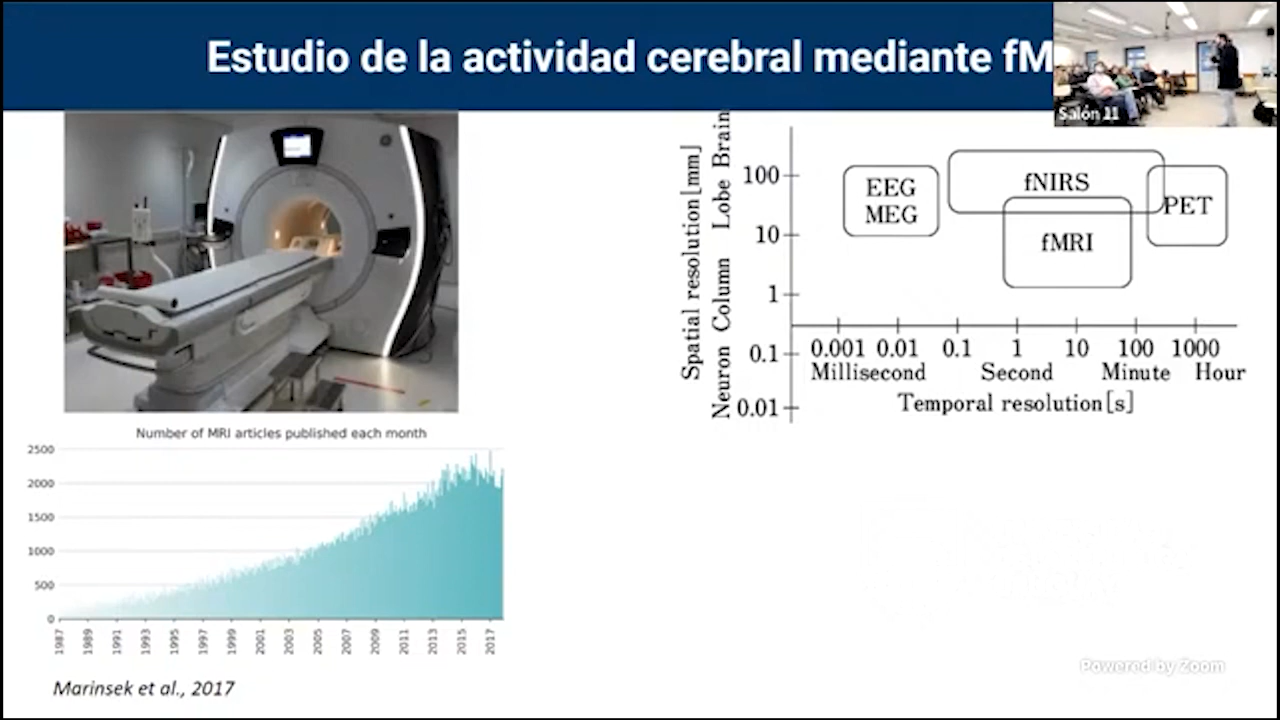 Estudio de la actividad cerebral mediante fM
Salón 11
Spatial resolution[mm]
Neuron Column Lobe Brain
100
10
1
0.1
0.01
EEG
MEG
fNIRS
fMRI
PET
0.001 0.01 0.1 1 10 100 1000
Millisecond Second Minute Hour
Temporal resolution[s]
Number of MRI articles published each month
2500
2000
1500
1000
500
0
1987 1989 1991 1993 1995 1997 1999 2001 2003 2005 2007 2009 2011 2013 2015 2017
Marinsek et al., 2017
Powered by Zoom